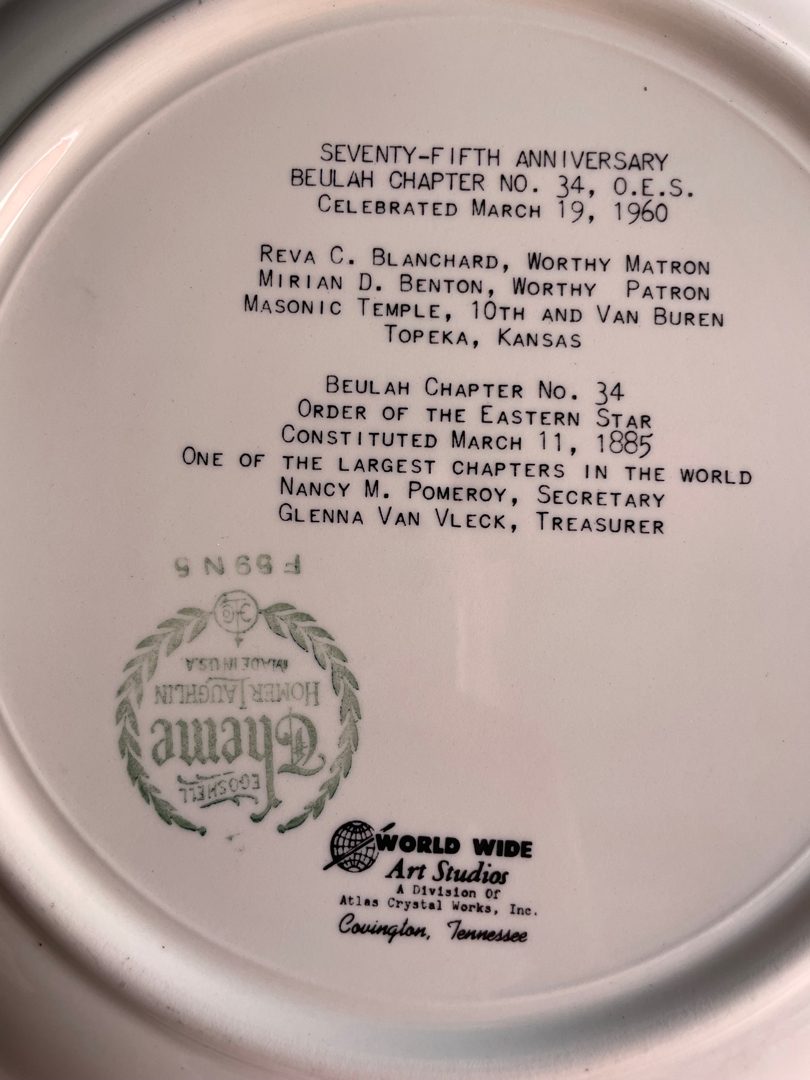 SEVENTY-FIFTH ANNIVERSARY
BEULAH CHAPTER NO. 34, O.E.S.
CELEBRATED MARCH 19, 1960
REVA C. BLANCHARD, WORTHY MATRON
MIRIAN D. BENTON, WORTHY PATRON
MASONIC TEMPLE, 10TH AND VAN BUREN
TOPEKA, KANSAS
BEULAH CHAPTER NO. 34
ORDER OF THE EASTERN STAR
CONSTITUTED MARCH 11, 1885
ONE OF THE LARGEST CHAPTERS IN THE WORLD
NANCY M. POMEROY, SECRETARY
GLENNA VAN VLECK, TREASURER
EGGSHELL
Theme
HOMER LAUGHLIN
MADE IN U.S.A.
HLC
F 59 N 5
WORLD WIDE
Art Studios
A Division Of
Atlas Crystal Works, Inc.
Covington, Tennessee